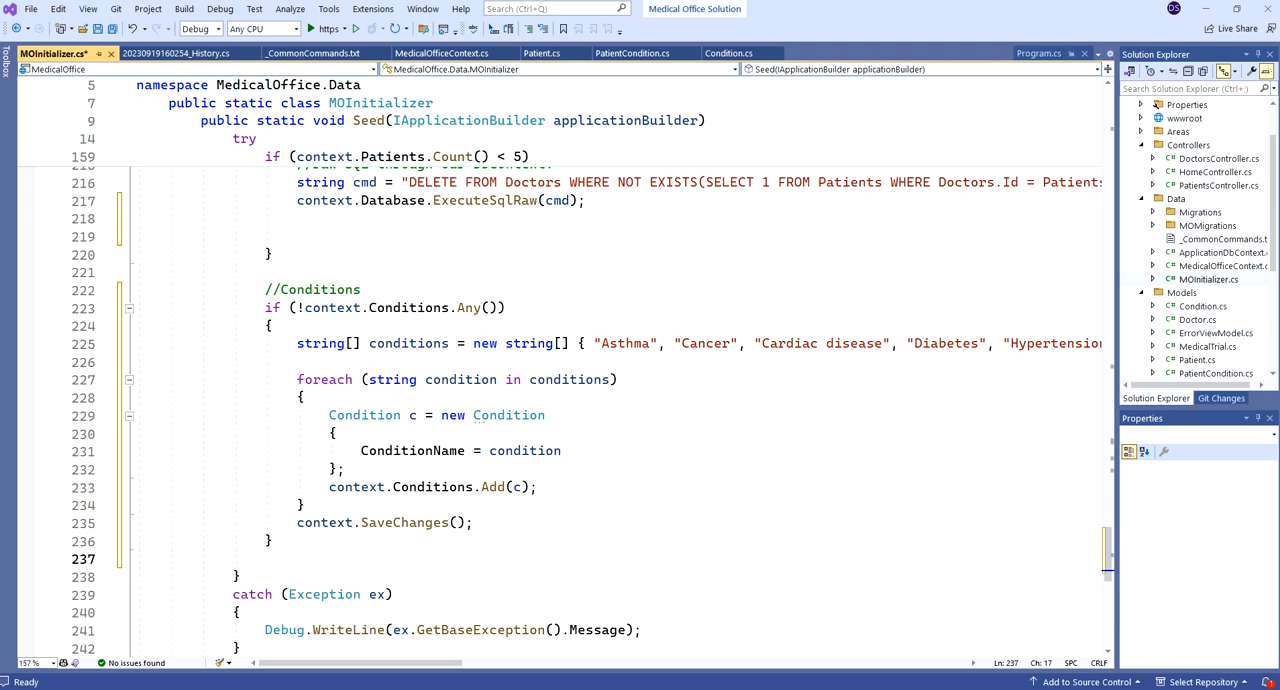 File Edit View Git Project Build Debug Test Analyze Tools Extensions Window Help Search (Ctrl+Q) Medical Office Solution DS
Debug Any CPU https Live Share
Toolbox
MOInitializer.cs* 20230919160254_History.cs _CommonCommands.txt MedicalOfficeContext.cs Patient.cs PatientCondition.cs Condition.cs Program.cs
MedicalOffice MedicalOffice.Data.MOInitializer Seed(IApplicationBuilder applicationBuilder)
5 namespace MedicalOffice.Data
7 public static class MOInitializer
9 public static void Seed(IApplicationBuilder applicationBuilder)
14 try
159 if (context.Patients.Count() < 5)
216 string cmd = "DELETE FROM Doctors WHERE NOT EXISTS(SELECT 1 FROM Patients WHERE Doctors.Id = Patients
217 context.Database.ExecuteSqlRaw(cmd);
218
219
220 }
221
222 //Conditions
223 if (!context.Conditions.Any())
224 {
225 string[] conditions = new string[] { "Asthma", "Cancer", "Cardiac disease", "Diabetes", "Hypertension
226
227 foreach (string condition in conditions)
228 {
229 Condition c = new Condition
230 {
231 ConditionName = condition
232 };
233 context.Conditions.Add(c);
234 }
235 context.SaveChanges();
236 }
237
238 }
239 catch (Exception ex)
240 {
241 Debug.WriteLine(ex.GetBaseException().Message);
242 }
157 % No issues found Ln: 237 Ch: 17 SPC CRLF
Solution Explorer
Search Solution Explorer (Ctrl+;)
Properties
wwwroot
Areas
Controllers
C# DoctorsController.cs
C# HomeController.cs
C# PatientsController.cs
Data
Migrations
MOMigrations
_CommonCommands.t
C# ApplicationDbContext.
C# MedicalOfficeContext.c
C# MOInitializer.cs
Models
C# Condition.cs
C# Doctor.cs
C# ErrorViewModel.cs
C# MedicalTrial.cs
C# Patient.cs
C# PatientCondition.cs
Solution Explorer Git Changes
Properties
Ready Add to Source Control Select Repository 1